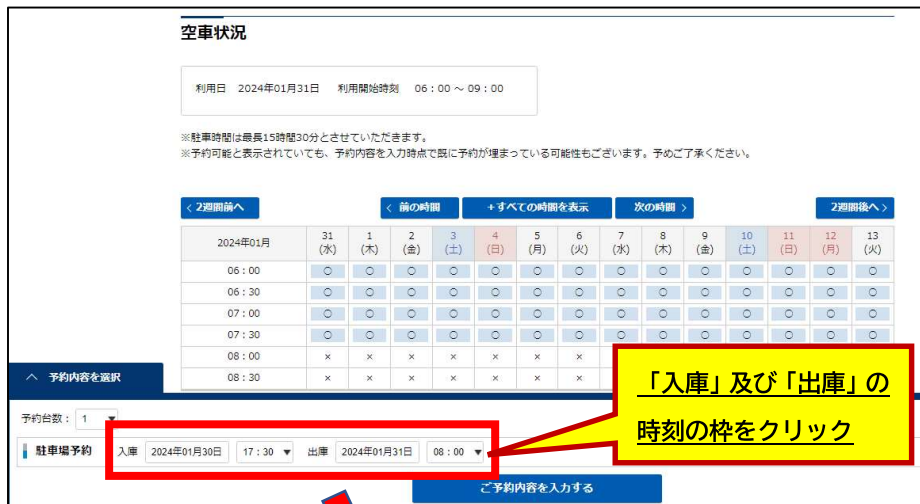 空車状況
利用日 2024年01月31日 利用開始時刻 06:00 ～ 09:00
※駐車時間は最長15時間30分とさせていただきます。
※予約可能と表示されていても、予約内容を入力時点で既に予約が埋まっている可能性もございます。予めご了承ください。
< 2週間前へ < 前の時間 +すべての時間を表示 次の時間 > 2週間後へ >
2024年01月 31(水) 1(木) 2(金) 3(土) 4(日) 5(月) 6(火) 7(水) 8(木) 9(金) 10(土) 11(日) 12(月) 13(火)
06:00 ○ ○ ○ ○ ○ ○ ○ ○ ○ ○ ○ ○ ○ ○
06:30 ○ ○ ○ ○ ○ ○ ○ ○ ○ ○ ○ ○ ○ ○
07:00 ○ ○ ○ ○ ○ ○ ○ ○ ○ ○ ○ ○ ○ ○
07:30 ○ ○ ○ ○ ○ ○ ○ ○ ○ ○ ○ ○ ○ ○
08:00 × × × × × × ×
08:30 × × × × × × ×
予約内容を選択
「入庫」及び「出庫」の
時刻の枠をクリック
予約台数: 1 ▼
駐車場予約 入庫 2024年01月30日 17:30 ▼ 出庫 2024年01月31日 08:00 ▼
ご予約内容を入力する